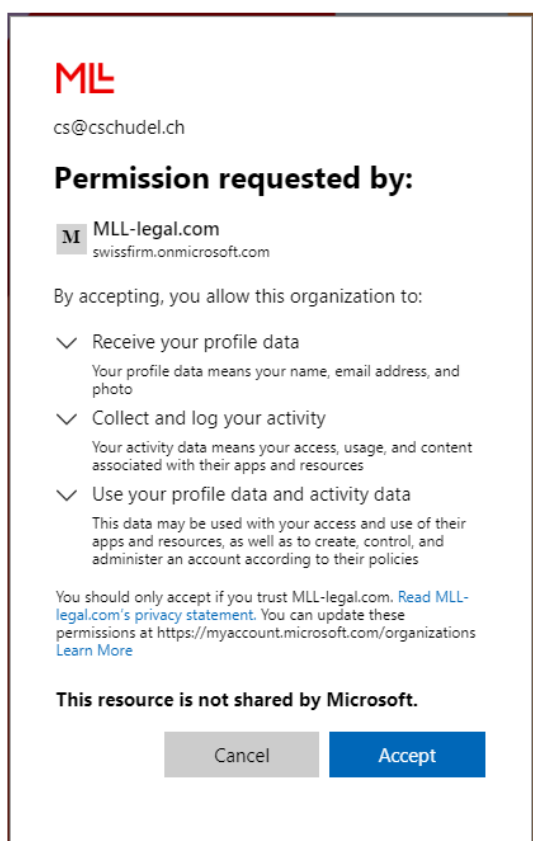 MLL
cs@cschudel.ch
Permission requested by:
M MLL-legal.com
swissfirm.onmicrosoft.com
By accepting, you allow this organization to:
Receive your profile data
Your profile data means your name, email address, and
photo
Collect and log your activity
Your activity data means your access, usage, and content
associated with their apps and resources
Use your profile data and activity data
This data may be used with your access and use of their
apps and resources, as well as to create, control, and
administer an account according to their policies
You should only accept if you trust MLL-legal.com. Read MLL-
legal.com's privacy statement. You can update these
permissions at https://myaccount.microsoft.com/organizations
Learn More
This resource is not shared by Microsoft.
Cancel Accept